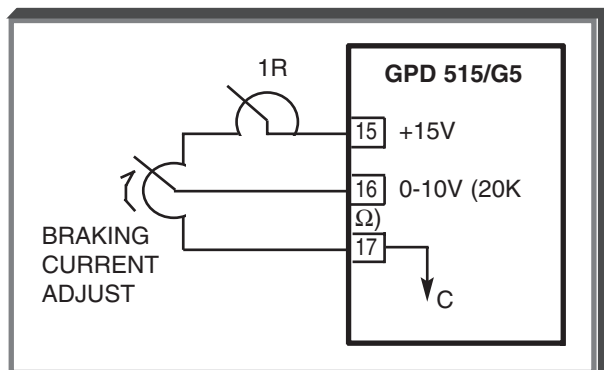 1R
GPD 515/G5
15 +15V
16 0-10V (20K
Ω)
17
C
BRAKING
CURRENT
ADJUST